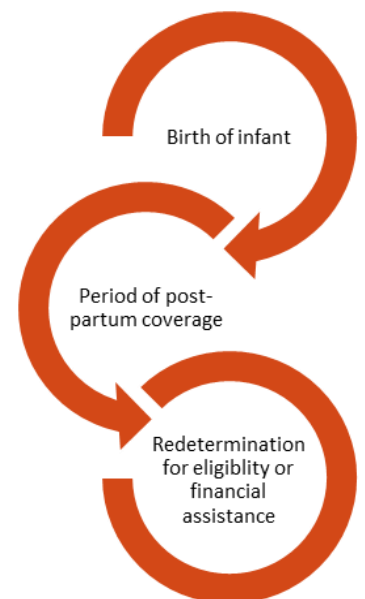 Birth of infant
Period of post-
partum coverage
Redetermination
for eligiblity or
financial
assistance